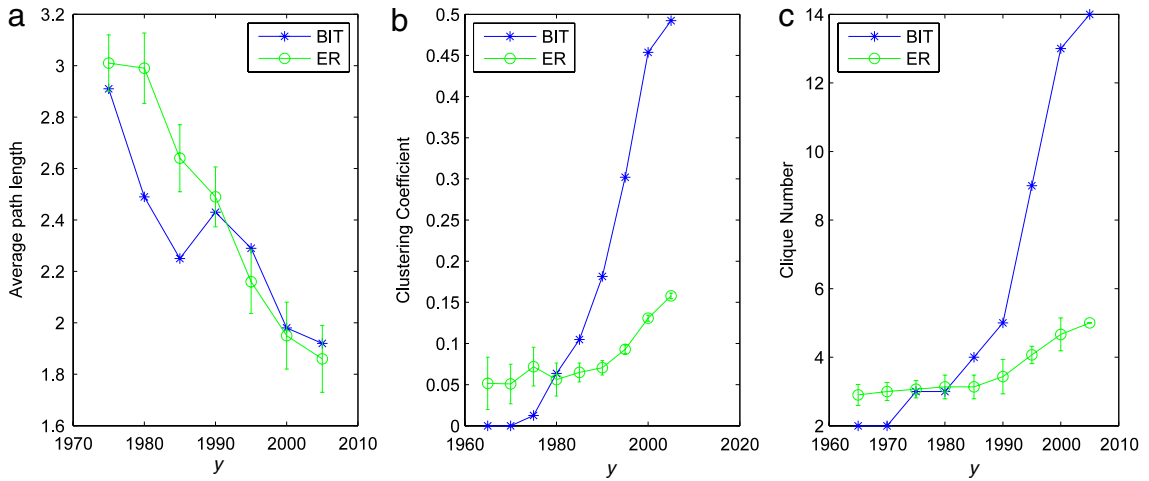 a
Average path length
3.2
3
2.8
2.6
2.4
2.2
2
1.8
1.6
1970 1980 1990 2000 2010
y
BIT
ER
b
Clustering Coefficient
0.5
0.45
0.4
0.35
0.3
0.25
0.2
0.15
0.1
0.05
0
1960 1980 2000 2020
y
BIT
ER
c
Clique Number
14
12
10
8
6
4
2
1960 1970 1980 1990 2000 2010
y
BIT
ER